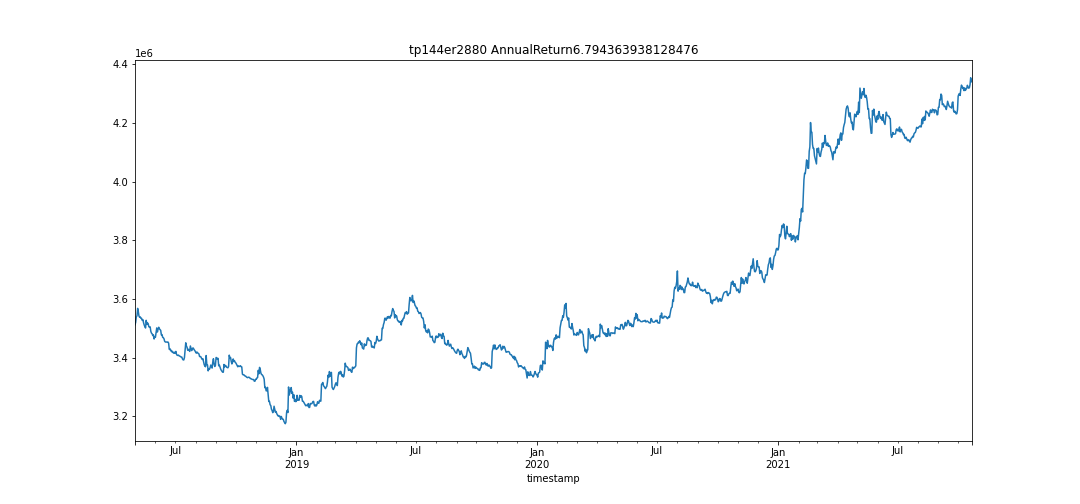 tp144er2880 AnnualReturn6.794363938128476
1e6
4.4
4.2
4.0
3.8
3.6
3.4
3.2
Jul Jan Jul Jan Jul Jan Jul
2019 2020 2021
timestamp